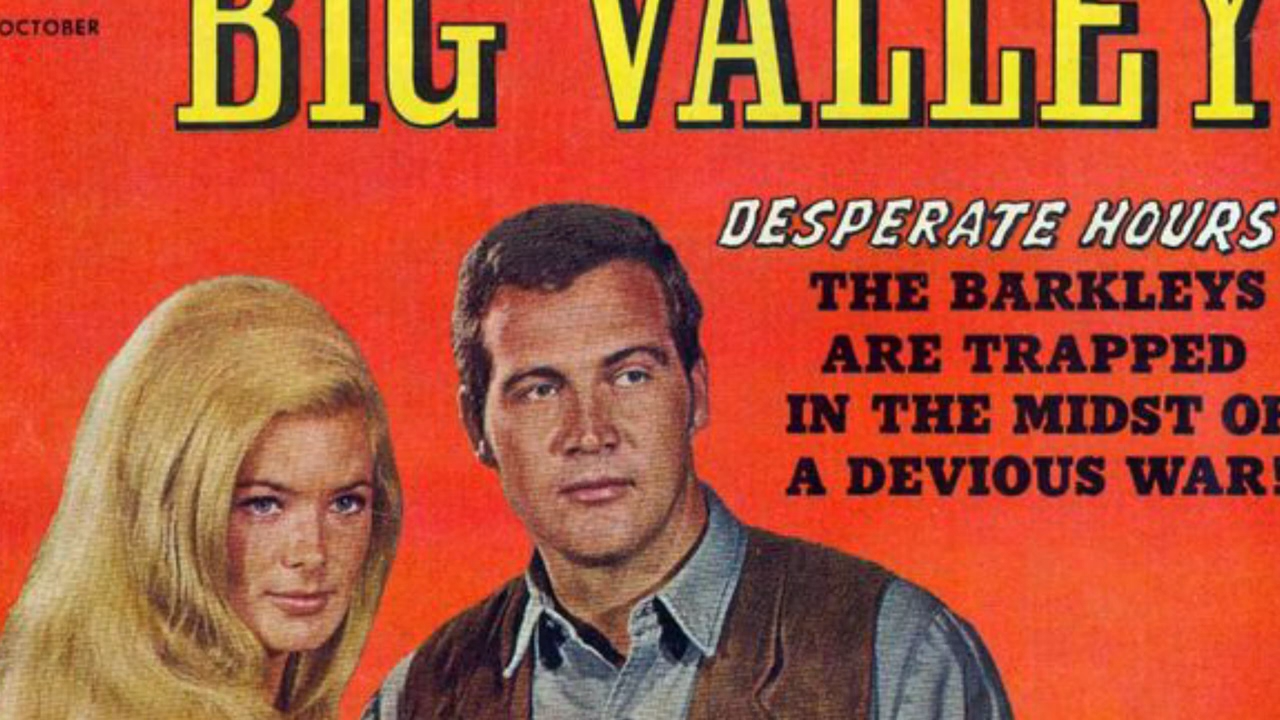 OCTOBER
BIG VALLEY
DESPERATE HOURS
THE BARKLEYS
ARE TRAPPED
IN THE MIDST OF
A DEVIOUS WAR!